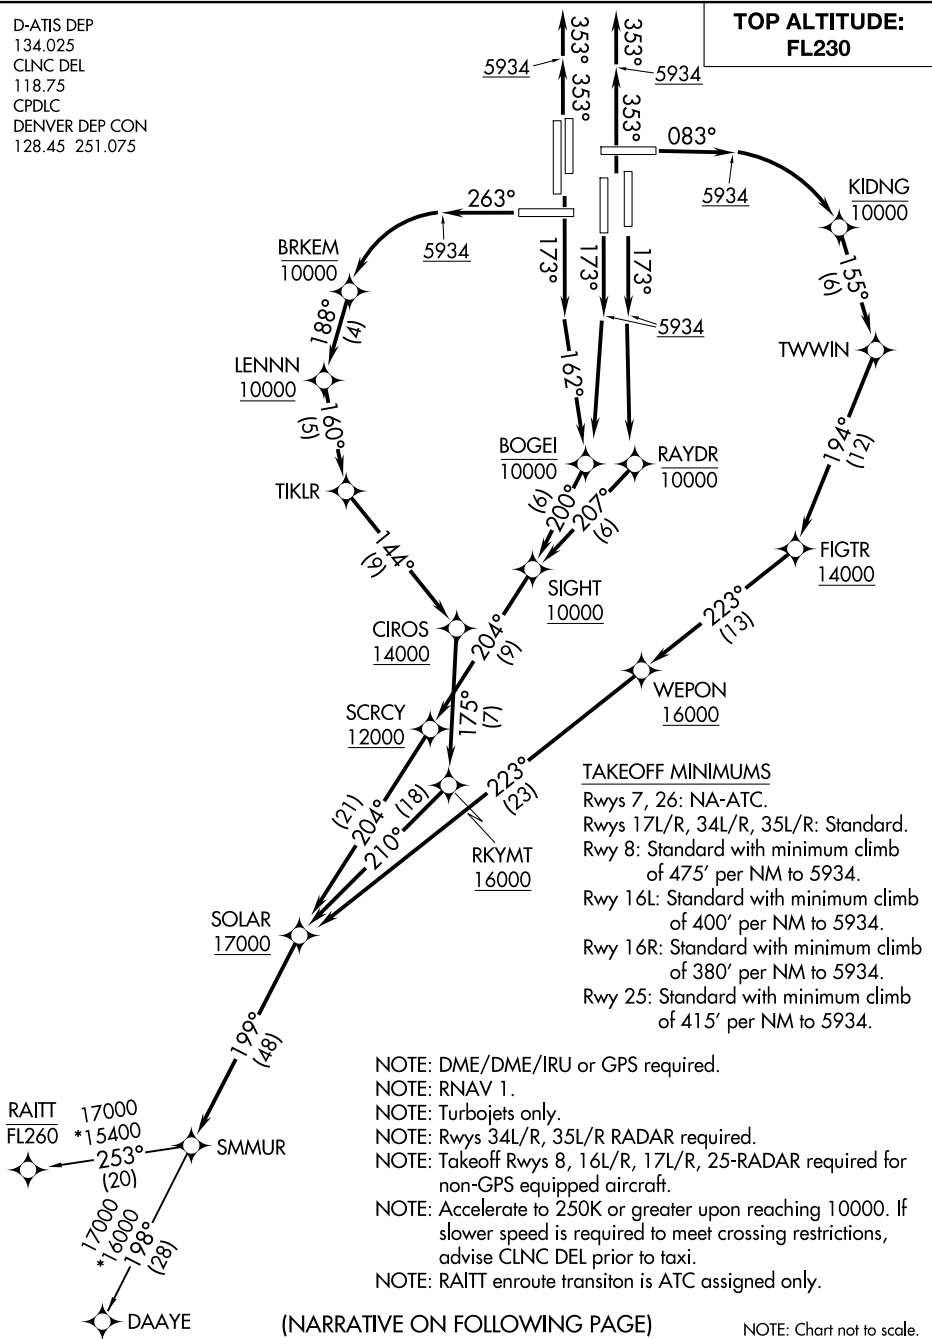 D-ATIS DEP
134.025
CLNC DEL
118.75
CPDLC
DENVER DEP CON
128.45 251.075
TOP ALTITUDE:
FL230
353°
353°
5934
5934
353°
353°
083°
5934
KIDNG
10000
263°
5934
BRKEM
10000
173°
173°
173°
5934
155°
(6)
188°
(4)
TWWIN
LENNN
10000
162°
160°
(5)
194°
(12)
BOGEI
10000
RAYDR
10000
TIKLR
200°
(6)
207°
(6)
144°
(9)
FIGTR
14000
SIGHT
10000
223°
(13)
CIROS
14000
204°
(9)
WEPON
16000
SCRCY
12000
175°
(7)
223°
(23)
204°
(21)
210°
(18)
RKYMT
16000
TAKEOFF MINIMUMS
Rwys 7, 26: NA-ATC.
Rwys 17L/R, 34L/R, 35L/R: Standard.
Rwy 8: Standard with minimum climb
of 475' per NM to 5934.
Rwy 16L: Standard with minimum climb
of 400' per NM to 5934.
Rwy 16R: Standard with minimum climb
of 380' per NM to 5934.
Rwy 25: Standard with minimum climb
of 415' per NM to 5934.
SOLAR
17000
199°
(48)
NOTE: DME/DME/IRU or GPS required.
NOTE: RNAV 1.
NOTE: Turbojets only.
NOTE: Rwys 34L/R, 35L/R RADAR required.
NOTE: Takeoff Rwys 8, 16L/R, 17L/R, 25-RADAR required for
non-GPS equipped aircraft.
NOTE: Accelerate to 250K or greater upon reaching 10000. If
slower speed is required to meet crossing restrictions,
advise CLNC DEL prior to taxi.
NOTE: RAITT enroute transiton is ATC assigned only.
RAITT
FL260
17000
*15400
253°
(20)
SMMUR
17000
*16000
198°
(28)
DAAYE
(NARRATIVE ON FOLLOWING PAGE)
NOTE: Chart not to scale.